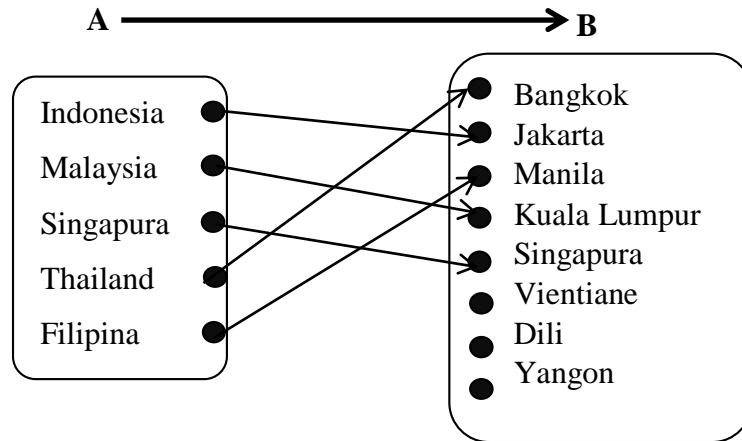 A
B
Indonesia
Malaysia
Singapura
Thailand
Filipina
Bangkok
Jakarta
Manila
Kuala Lumpur
Singapura
Vientiane
Dili
Yangon